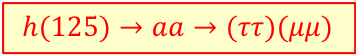 h(125) → aa → (ττ)(μμ)